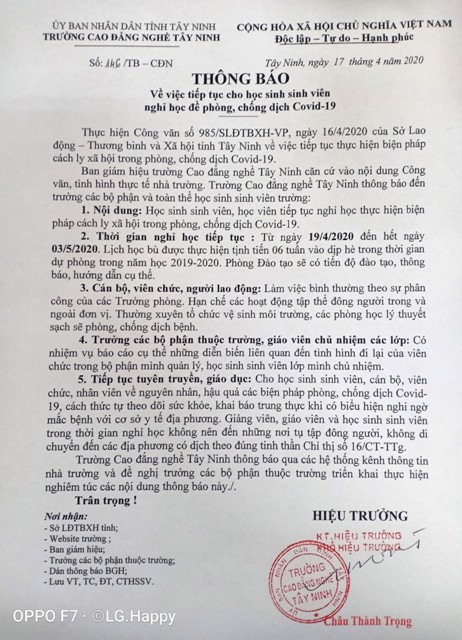 ỦY BAN NHÂN DÂN TỈNH TÂY NINH
TRƯỜNG CAO ĐẲNG NGHỀ TÂY NINH
CỘNG HÒA XÃ HỘI CHỦ NGHĨA VIỆT NAM
Độc lập – Tự do – Hạnh phúc
Số: 146/TB – CĐN
Tây Ninh, ngày 17 tháng 4 năm 2020
THÔNG BÁO
Về việc tiếp tục cho học sinh sinh viên
nghỉ học để phòng, chống dịch Covid-19
Thực hiện Công văn số 985/SLĐTBXH-VP, ngày 16/4/2020 của Sở Lao
động – Thương binh và Xã hội tỉnh Tây Ninh về việc tiếp tục thực hiện biện pháp
cách ly xã hội trong phòng, chống dịch Covid-19.
Ban giám hiệu trường Cao đẳng nghề Tây Ninh căn cứ vào nội dung Công
văn, tình hình thực tế nhà trường. Trường Cao đẳng nghề Tây Ninh thông báo đến
trưởng các bộ phận và toàn thể học sinh sinh viên trường:
1. Nội dung: Học sinh sinh viên, học viên tiếp tục nghỉ học thực hiện biện
pháp cách ly xã hội trong phòng, chống dịch Covid-19.
2. Thời gian nghỉ học tiếp tục : Từ ngày 19/4/2020 đến hết ngày
03/5/2020. Lịch học bù được thực hiện tịnh tiến 06 tuần vào dịp hè trong thời gian
dự phòng trong năm học 2019-2020. Phòng Đào tạo sẽ có tiến độ đào tạo, thông
báo, hướng dẫn cụ thể.
3. Cán bộ, viên chức, người lao động: Làm việc bình thường theo sự phân
công của các Trưởng phòng. Hạn chế các hoạt động tập thể đông người trong và
ngoài đơn vị. Thường xuyên tổ chức vệ sinh môi trường, các phòng học lý thuyết
sạch sẽ phòng, chống dịch bệnh.
4. Trưởng các bộ phận thuộc trường, giáo viên chủ nhiệm các lớp: Có
nhiệm vụ báo cáo cụ thể những diễn biến liên quan đến tình hình đi lại của viên
chức trong bộ phận mình quản lý, học sinh sinh viên lớp mình chủ nhiệm.
5. Tiếp tục tuyên truyền, giáo dục: Cho học sinh sinh viên, cán bộ, viên
chức, nhân viên về nguyên nhân, hậu quả các biện pháp phòng, chống dịch Covid-
19, cách thức tự theo dõi sức khỏe, khai báo trung thực khi có biểu hiện nghi ngờ
mắc bệnh với cơ sở y tế địa phương. Giảng viên, giáo viên và học sinh sinh viên
trong thời gian nghỉ học không nên đến những nơi tụ tập đông người, không di
chuyển đến các địa phương có dịch theo đúng tinh thần Chỉ thị số 16/CT-TTg.
Trường Cao đẳng nghề Tây Ninh thông báo qua các hệ thống kênh thông tin
nhà trường và đề nghị trưởng các bộ phận thuộc trường triển khai thực hiện
nghiêm túc các nội dung thông báo này./.
Trân trọng !
Nơi nhận:
- Sở LĐTBXH tỉnh;
- Website trường ;
- Ban giám hiệu;
- Trưởng các bộ phận thuộc trường;
- Dán thông báo BGH;
- Lưu VT, TC, ĐT, CTHSSV.
HIỆU TRƯỞNG
KT.HIỆU TRƯỞNG
PHÓ HIỆU TRƯỞNG
TRƯỜNG
CAO ĐẲNG NGHỀ
TÂY NINH
Châu Thành Trọng
OPPO F7 · ©LG.Happy